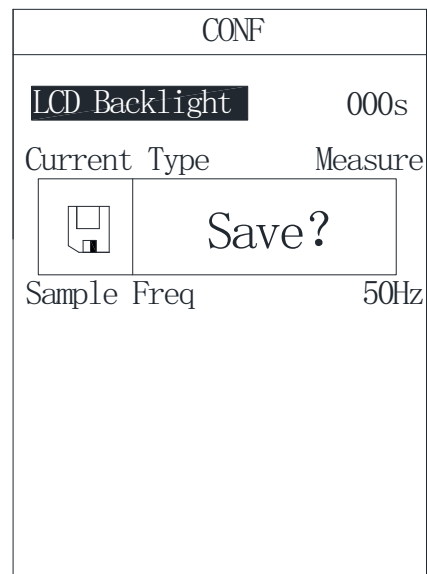 CONF
LCD Backlight 000s
Current Type Measure
Save?
Sample Freq 50Hz